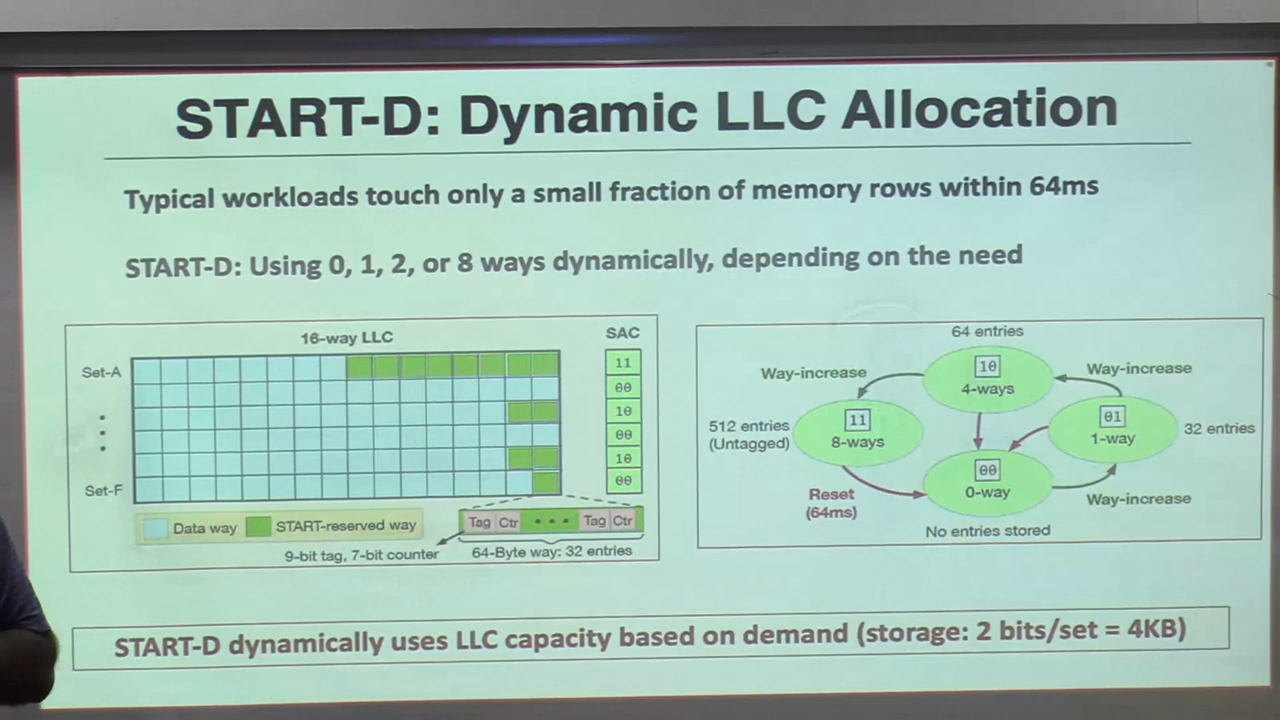 START-D: Dynamic LLC Allocation
Typical workloads touch only a small fraction of memory rows within 64ms
START-D: Using 0, 1, 2, or 8 ways dynamically, depending on the need
16-way LLC
SAC
Set-A
Set-F
11
00
10
00
10
00
Data way
START-reserved way
Tag Ctr • • • Tag Ctr
9-bit tag, 7-bit counter
64-Byte way: 32 entries
64 entries
10
4-ways
Way-increase
Way-increase
512 entries
(Untagged)
11
8-ways
01
1-way
32 entries
00
0-way
Reset
(64ms)
Way-increase
No entries stored
START-D dynamically uses LLC capacity based on demand (storage: 2 bits/set = 4KB)